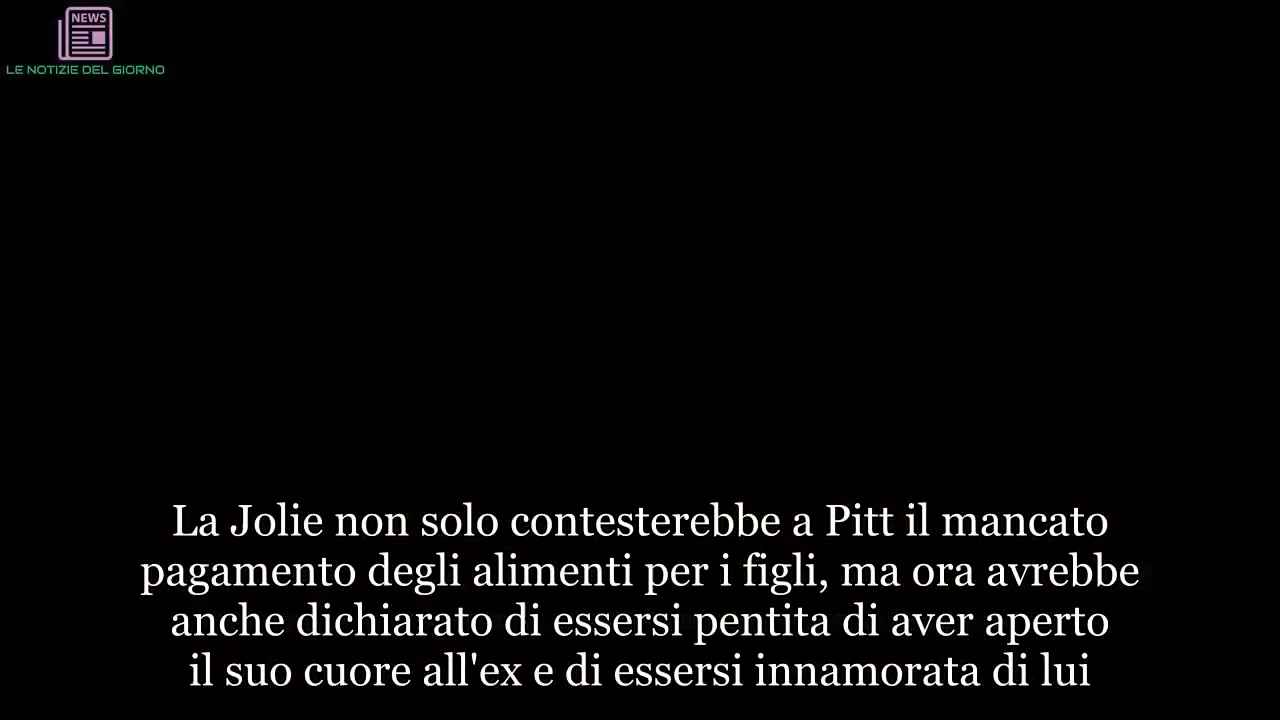 NEWS
LE NOTIZIE DEL GIORNO
La Jolie non solo contesterebbe a Pitt il mancato
pagamento degli alimenti per i figli, ma ora avrebbe
anche dichiarato di essersi pentita di aver aperto
il suo cuore all'ex e di essersi innamorata di lui